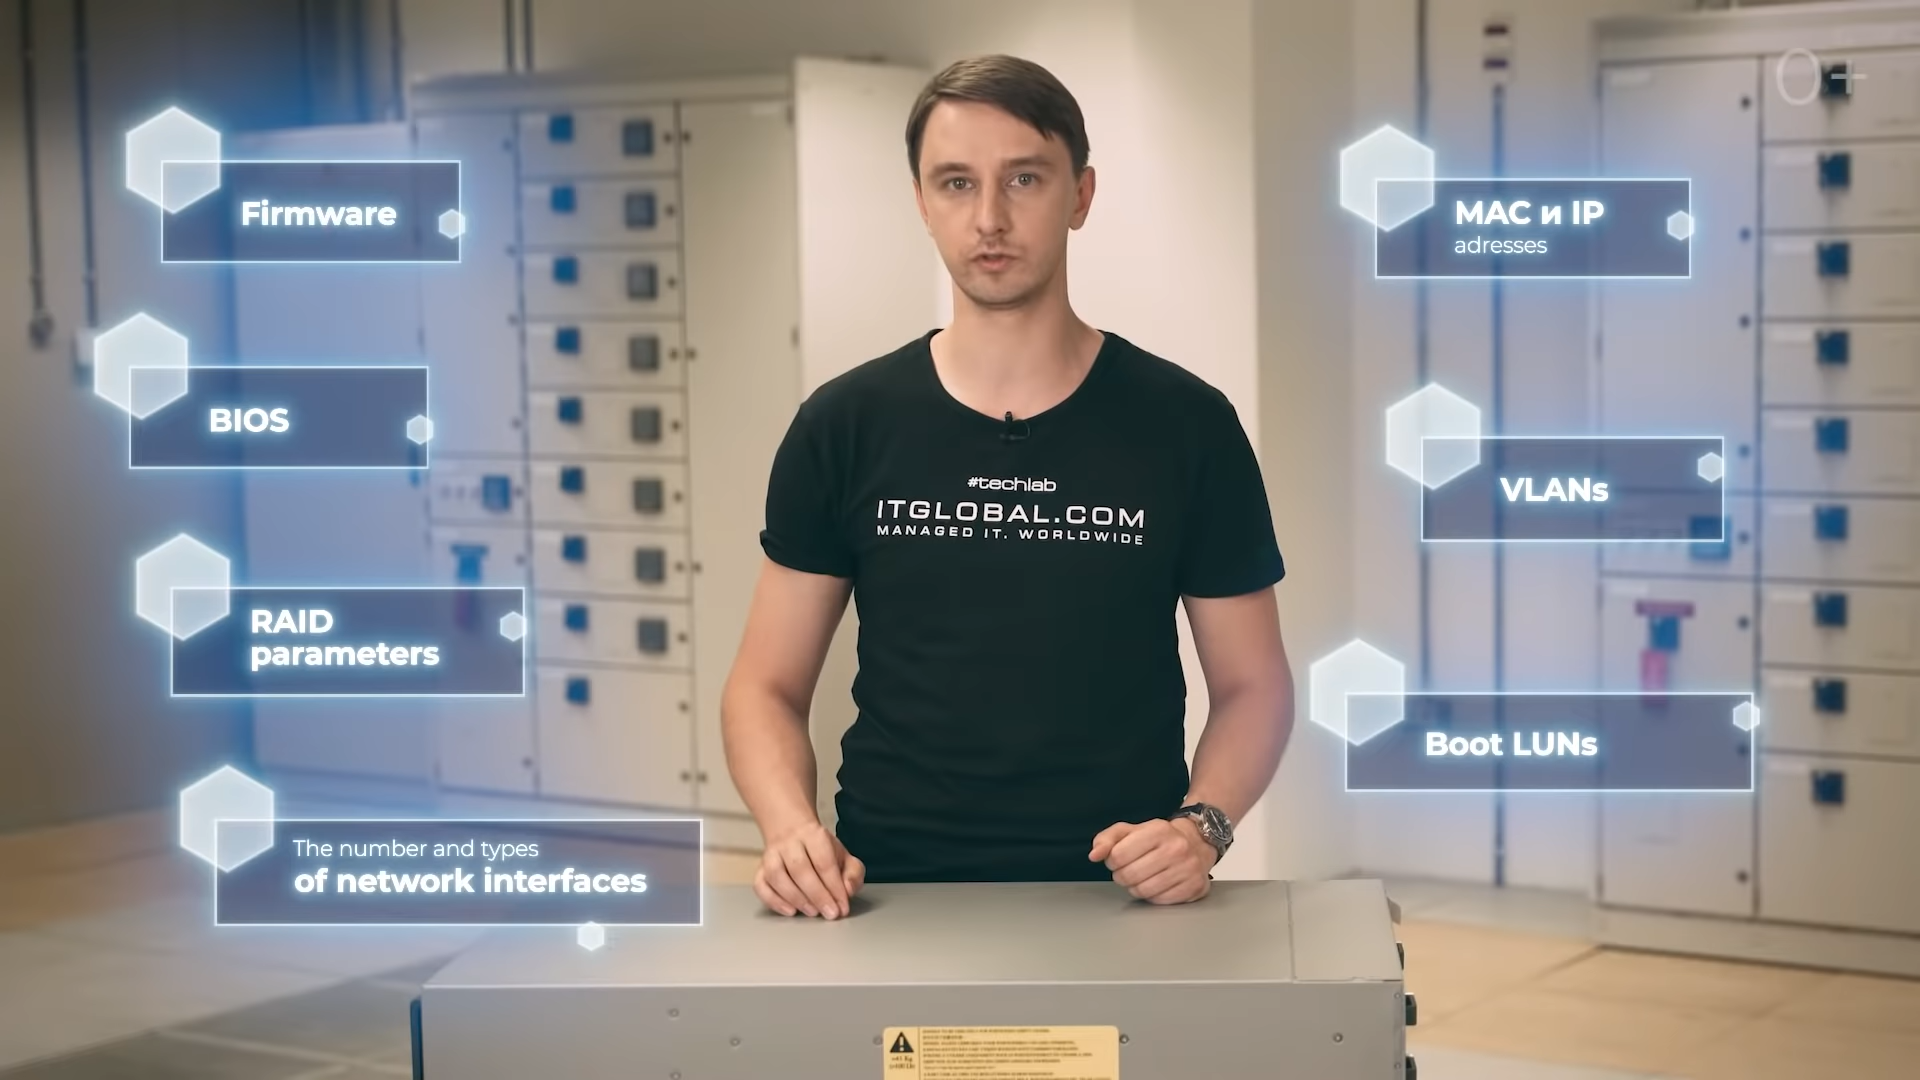 0+
Firmware
BIOS
RAID
parameters
The number and types
of network interfaces
#techlab
ITGLOBAL.COM
MANAGED IT. WORLDWIDE
MAC и IP
adresses
VLANs
Boot LUNs